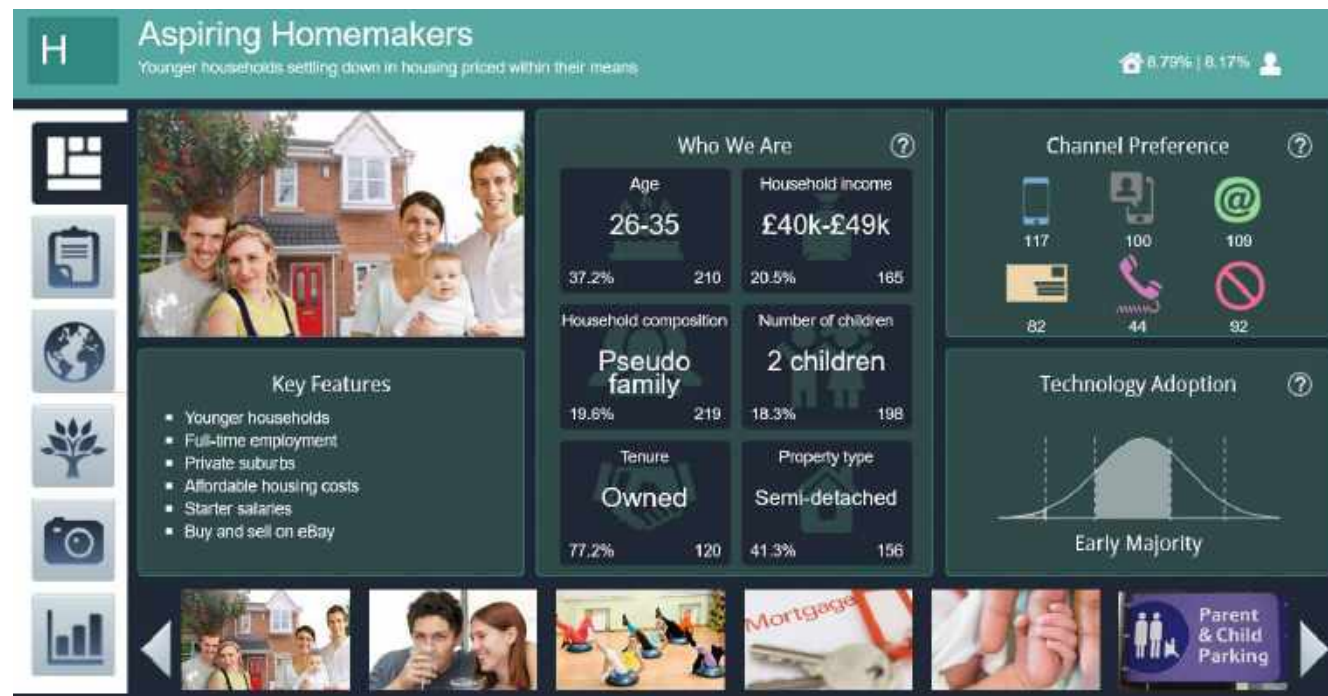 H
Aspiring Homemakers
Younger households settling down in housing priced within their means
8.79% | 8.17%
Key Features
▪ Younger households
▪ Full-time employment
▪ Private suburbs
▪ Affordable housing costs
▪ Starter salaries
▪ Buy and sell on eBay
Who We Are ?
Age
26-35
37.2% 210
Household income
£40k-£49k
20.5% 165
Household composition
Pseudo
family
19.6% 219
Number of children
2 children
18.3% 198
Tenure
Owned
77.2% 120
Property type
Semi-detached
41.3% 156
Channel Preference ?
@
117 100 109
82 44 92
Technology Adoption ?
Early Majority
Mortgage
Parent
& Child
Parking